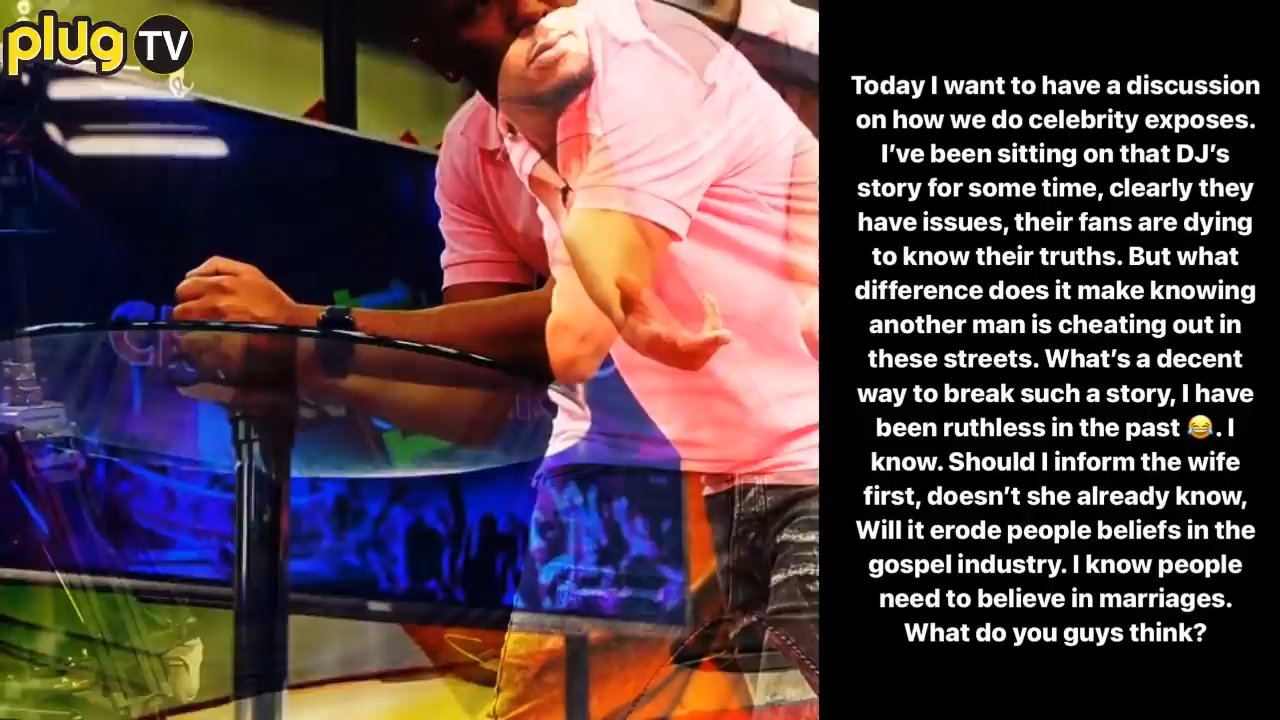 plug TV
Today I want to have a discussion
on how we do celebrity exposes.
I’ve been sitting on that DJ’s
story for some time, clearly they
have issues, their fans are dying
to know their truths. But what
difference does it make knowing
another man is cheating out in
these streets. What’s a decent
way to break such a story, I have
been ruthless in the past 😂. I
know. Should I inform the wife
first, doesn’t she already know,
Will it erode people beliefs in the
gospel industry. I know people
need to believe in marriages.
What do you guys think?